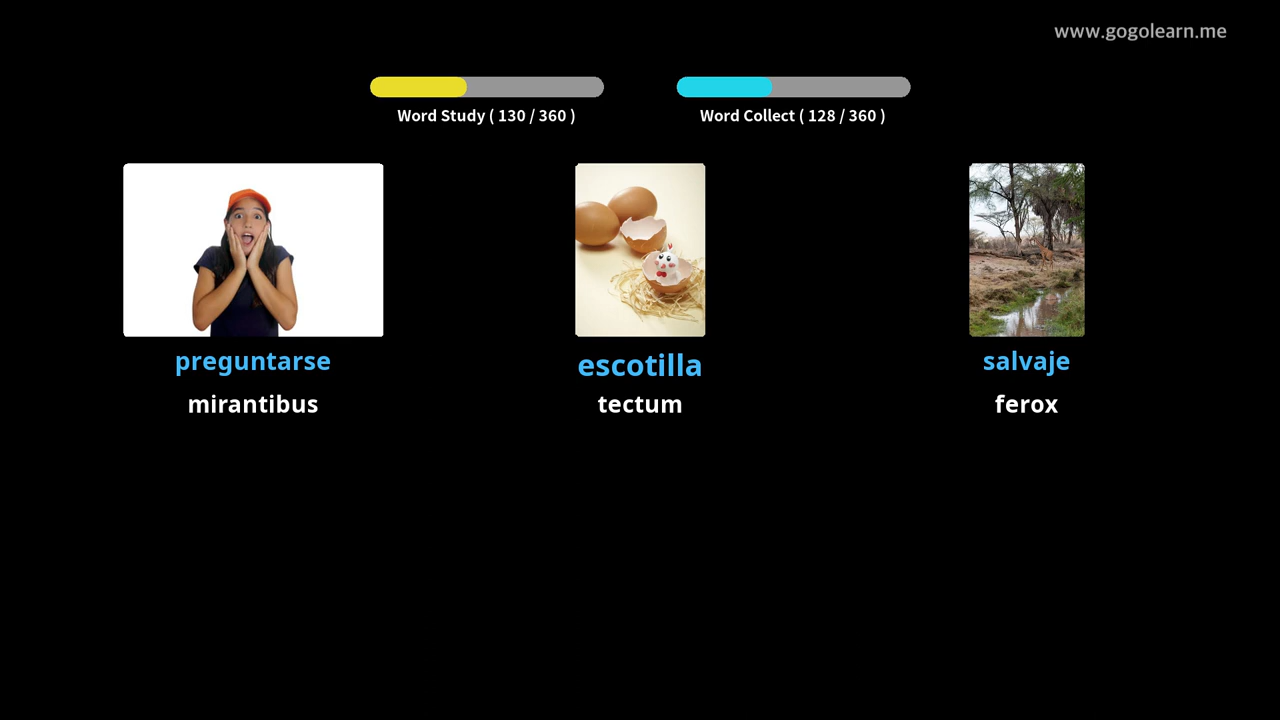 www.gogolearn.me
Word Study ( 130 / 360 )
Word Collect ( 128 / 360 )
preguntarse
mirantibus
escotilla
tectum
salvaje
ferox